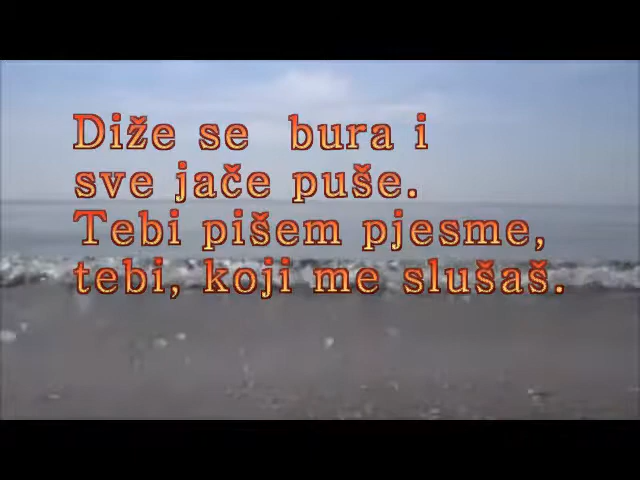 Diže se bura i
sve jače puše.
Tebi pišem pjesme,
tebi, koji me slušaš.